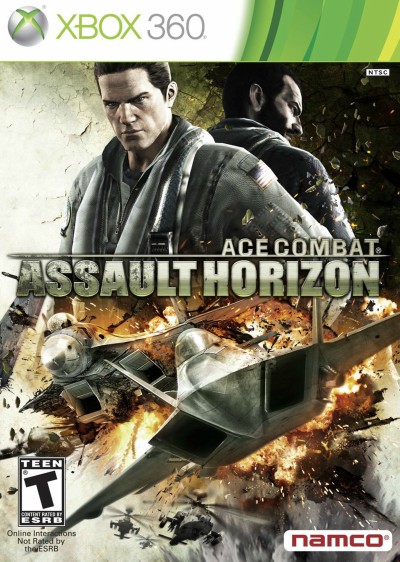 XBOX 360.
NTSC
ACE COMBAT®
ASSAULT HORIZON
TEEN
T
CONTENT RATED BY
ESRB
Online Interactions
Not Rated by
the ESRB
namco®